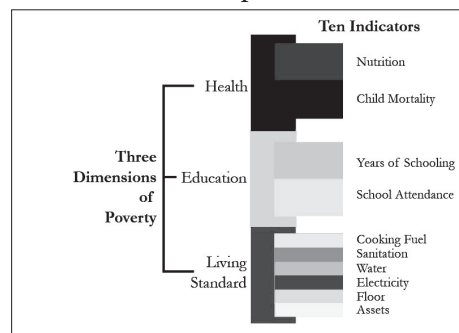 Ten Indicators
Health
Nutrition
Child Mortality
Three
Dimensions
of
Poverty
Education
Years of Schooling
School Attendance
Living
Standard
Cooking Fuel
Sanitation
Water
Electricity
Floor
Assets